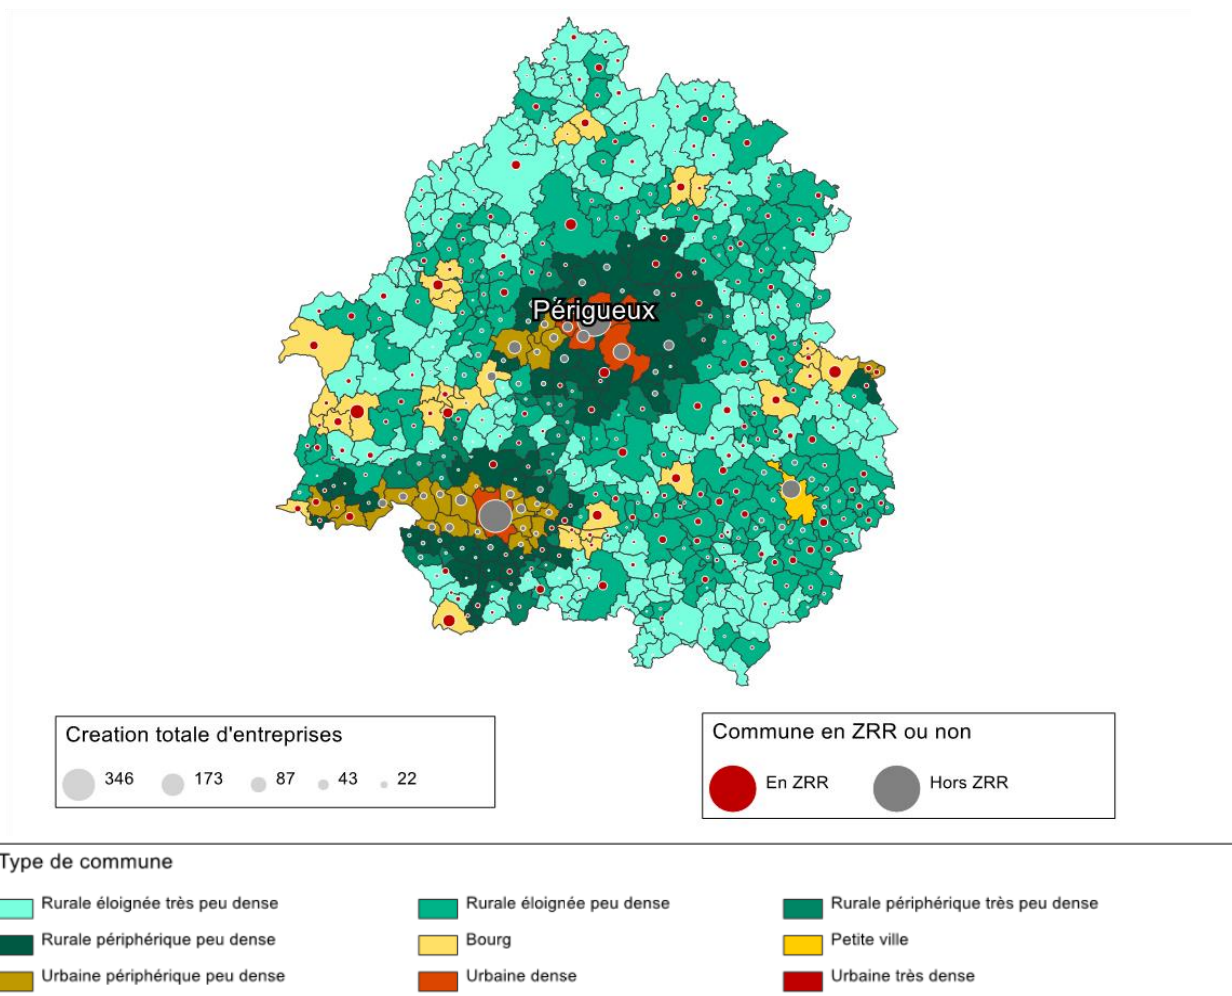 Périgueux
Creation totale d'entreprises
346 173 87 43 22
Commune en ZRR ou non
En ZRR Hors ZRR
Type de commune
Rurale éloignée très peu dense Rurale éloignée peu dense Rurale périphérique très peu dense
Rurale périphérique peu dense Bourg Petite ville
Urbaine périphérique peu dense Urbaine dense Urbaine très dense